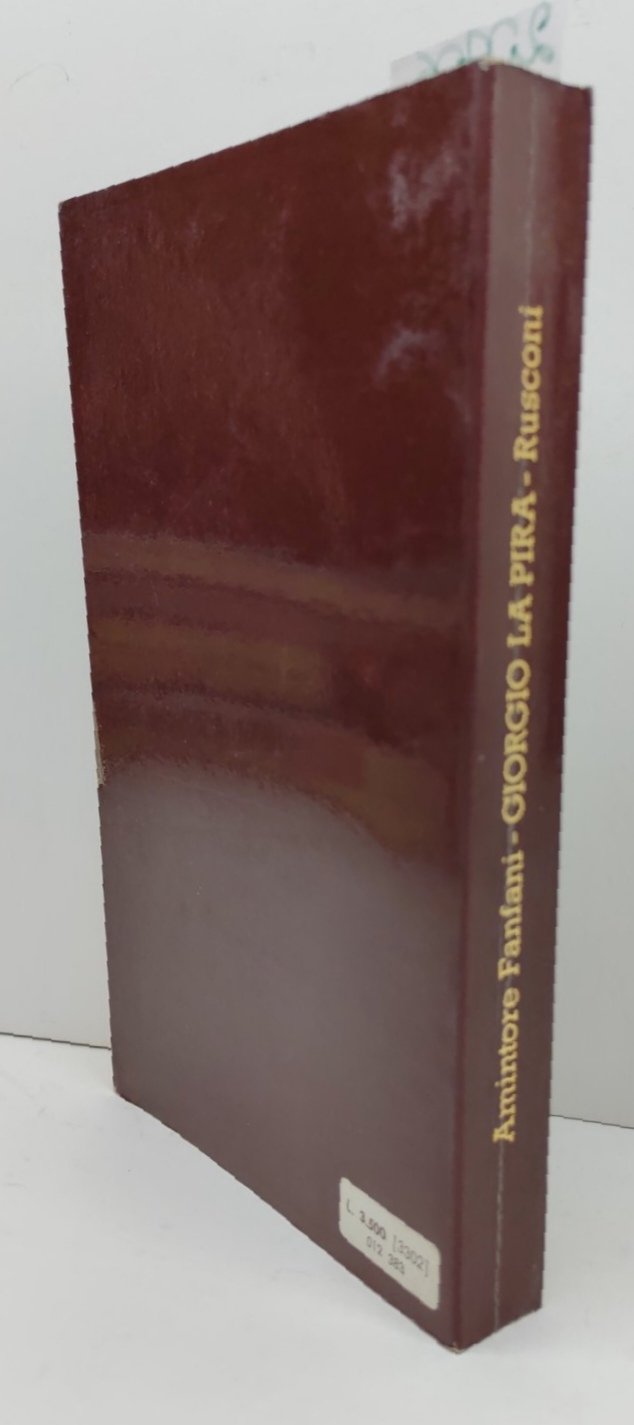 Amintore Fanfani - GIORGIO LA PIRA - Rusconi
L. 3.500 [3302]
012 383